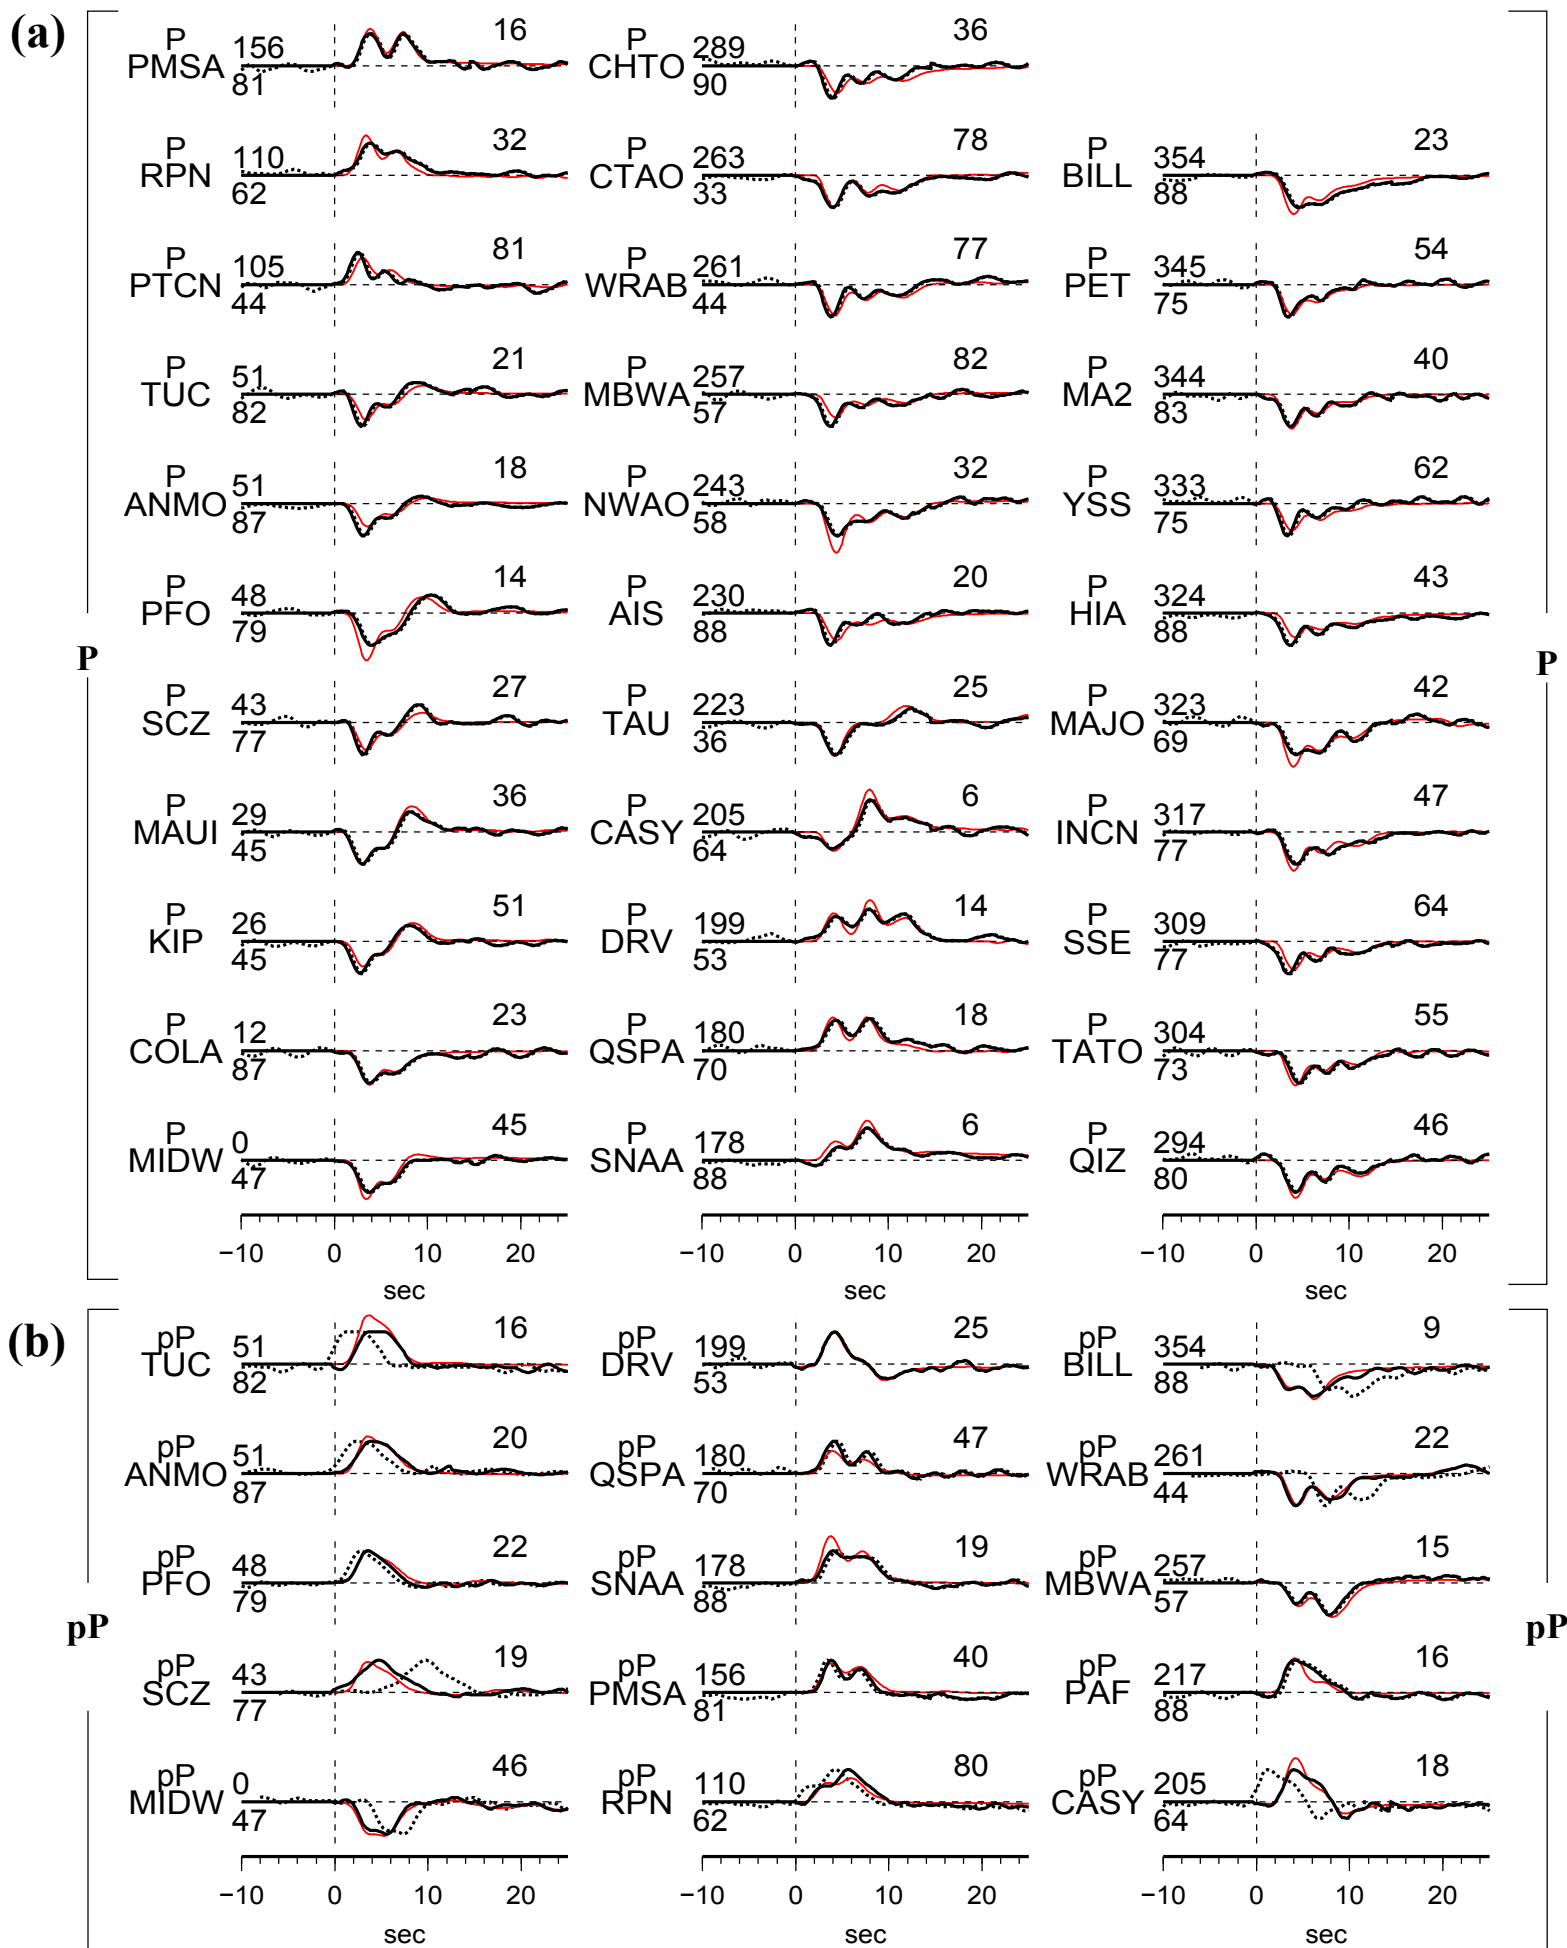 (a)
P
P
P
PMSA 156 81 16
P
RPN 110 62 32
P
PTCN 105 44 81
P
TUC 51 82 21
P
ANMO 51 87 18
P
PFO 48 79 14
P
SCZ 43 77 27
P
MAUI 29 45 36
P
KIP 26 45 51
P
COLA 12 87 23
P
MIDW 0 47 45
−10 0 10 20
sec
P
CHTO 289 90 36
P
CTAO 263 33 78
P
WRAB 261 44 77
P
MBWA 257 57 82
P
NWAO 243 58 32
P
AIS 230 88 20
P
TAU 223 36 25
P
CASY 205 64 6
P
DRV 199 53 14
P
QSPA 180 70 18
P
SNAA 178 88 6
−10 0 10 20
sec
P
BILL 354 88 23
P
PET 345 75 54
P
MA2 344 83 40
P
YSS 333 75 62
P
HIA 324 88 43
P
MAJO 323 69 42
P
INCN 317 77 47
P
SSE 309 77 64
P
TATO 304 73 55
P
QIZ 294 80 46
−10 0 10 20
sec
(b)
pP
pP
pP
TUC 51 82 16
pP
ANMO 51 87 20
pP
PFO 48 79 22
pP
SCZ 43 77 19
pP
MIDW 0 47 46
−10 0 10 20
sec
pP
DRV 199 53 25
pP
QSPA 180 70 47
pP
SNAA 178 88 19
pP
PMSA 156 81 40
pP
RPN 110 62 80
−10 0 10 20
sec
pP
BILL 354 88 9
pP
WRAB 261 44 22
pP
MBWA 257 57 15
pP
PAF 217 88 16
pP
CASY 205 64 18
−10 0 10 20
sec